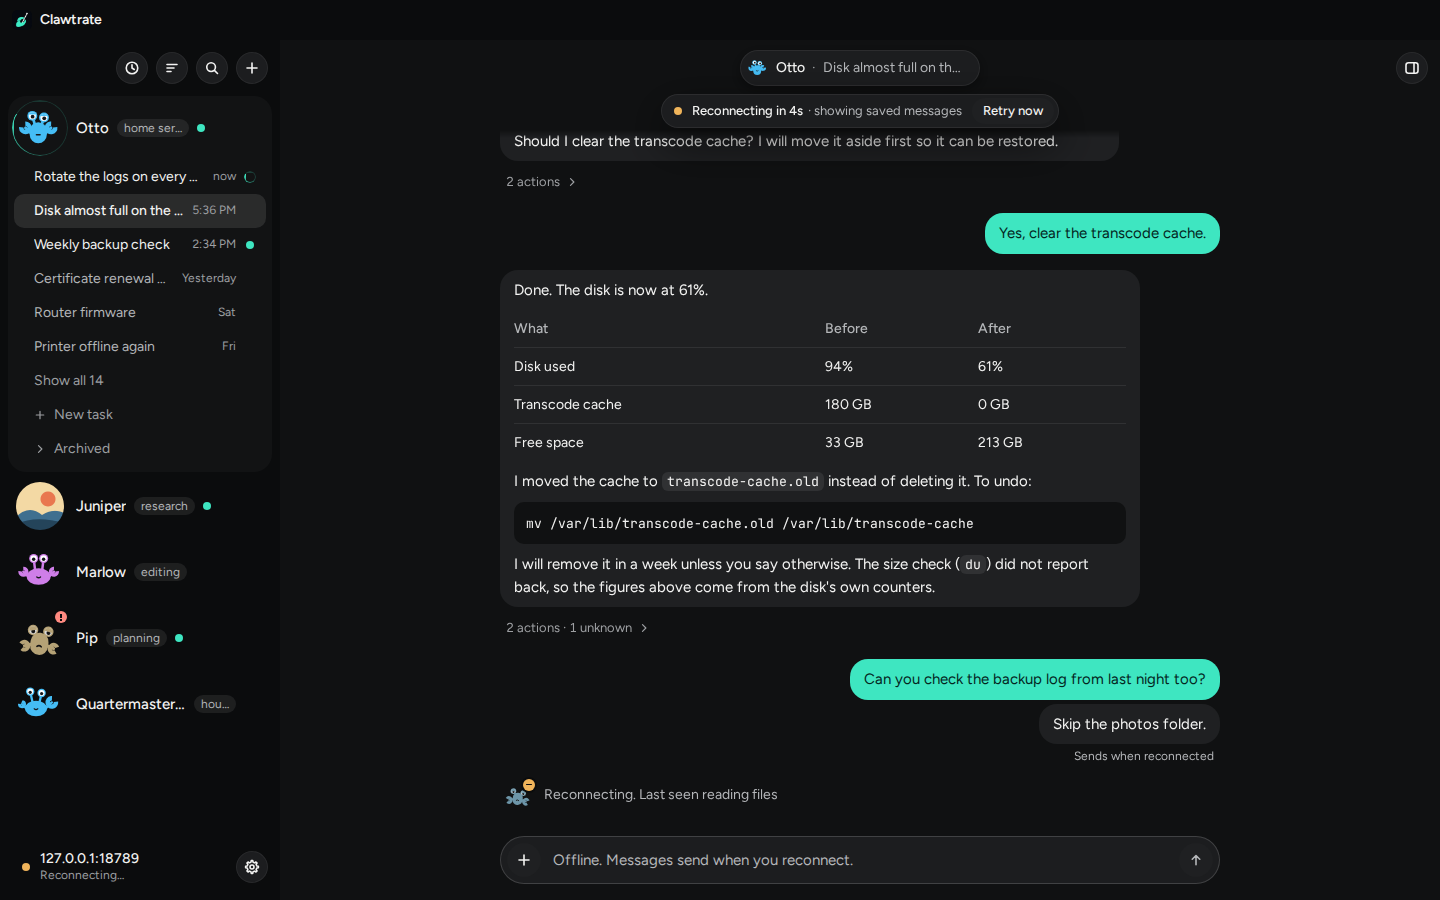 Clawtrate
Otto · Disk almost full on th...
Reconnecting in 4s · showing saved messages Retry now
Otto home ser...
Rotate the logs on every ... now
Disk almost full on the ... 5:36 PM
Weekly backup check 2:34 PM
Certificate renewal ... Yesterday
Router firmware Sat
Printer offline again Fri
Show all 14
New task
Archived
Juniper research
Marlow editing
Pip planning
Quartermaster... hou...
127.0.0.1:18789
Reconnecting...
Should I clear the transcode cache? I will move it aside first so it can be restored.
2 actions
Yes, clear the transcode cache.
Done. The disk is now at 61%.
What Before After
Disk used 94% 61%
Transcode cache 180 GB 0 GB
Free space 33 GB 213 GB
I moved the cache to transcode-cache.old instead of deleting it. To undo:
mv /var/lib/transcode-cache.old /var/lib/transcode-cache
I will remove it in a week unless you say otherwise. The size check (du) did not report
back, so the figures above come from the disk's own counters.
2 actions · 1 unknown
Can you check the backup log from last night too?
Skip the photos folder.
Sends when reconnected
Reconnecting. Last seen reading files
Offline. Messages send when you reconnect.